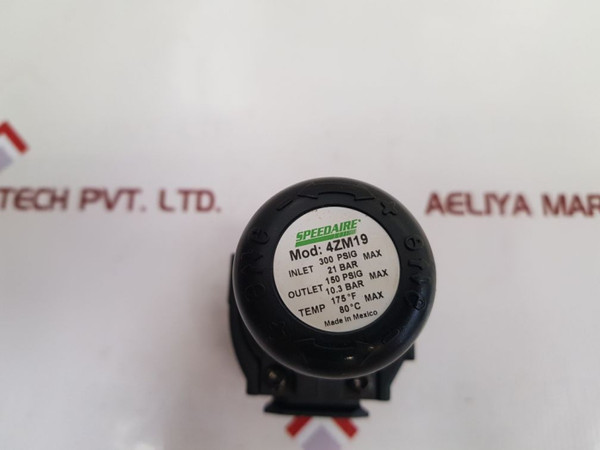 TECH PVT. LTD.
AELIYA MAR
SPEEDAIRE
Mod: 4ZM19
INLET 300 PSIG MAX
21 BAR
OUTLET 150 PSIG MAX
10.3 BAR
TEMP 175°F MAX
80°C
Made in Mexico